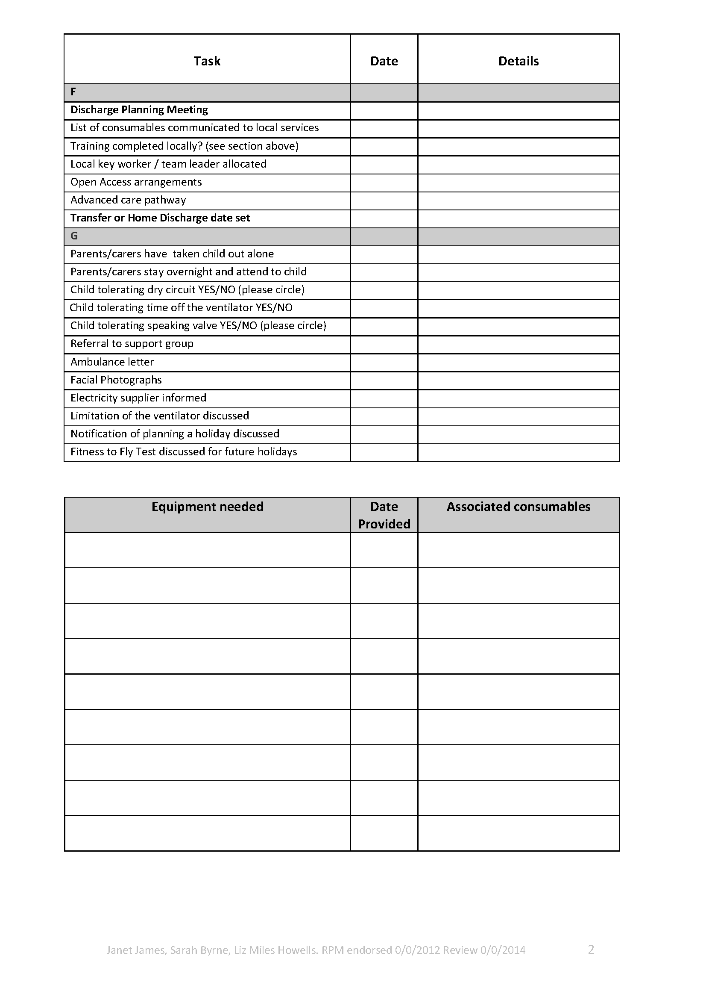 Task Date Details
F
Discharge Planning Meeting
List of consumables communicated to local services
Training completed locally? (see section above)
Local key worker / team leader allocated
Open Access arrangements
Advanced care pathway
Transfer or Home Discharge date set
G
Parents/carers have  taken child out alone
Parents/carers stay overnight and attend to child
Child tolerating dry circuit YES/NO (please circle)
Child tolerating time off the ventilator YES/NO
Child tolerating speaking valve YES/NO (please circle)
Referral to support group
Ambulance letter
Facial Photographs
Electricity supplier informed
Limitation of the ventilator discussed
Notification of planning a holiday discussed
Fitness to Fly Test discussed for future holidays
Equipment needed Date Associated consumables
Provided
Janet James, Sarah Byrne, Liz Miles Howells. RPM endorsed 0/0/2012 Review 0/0/2014 2